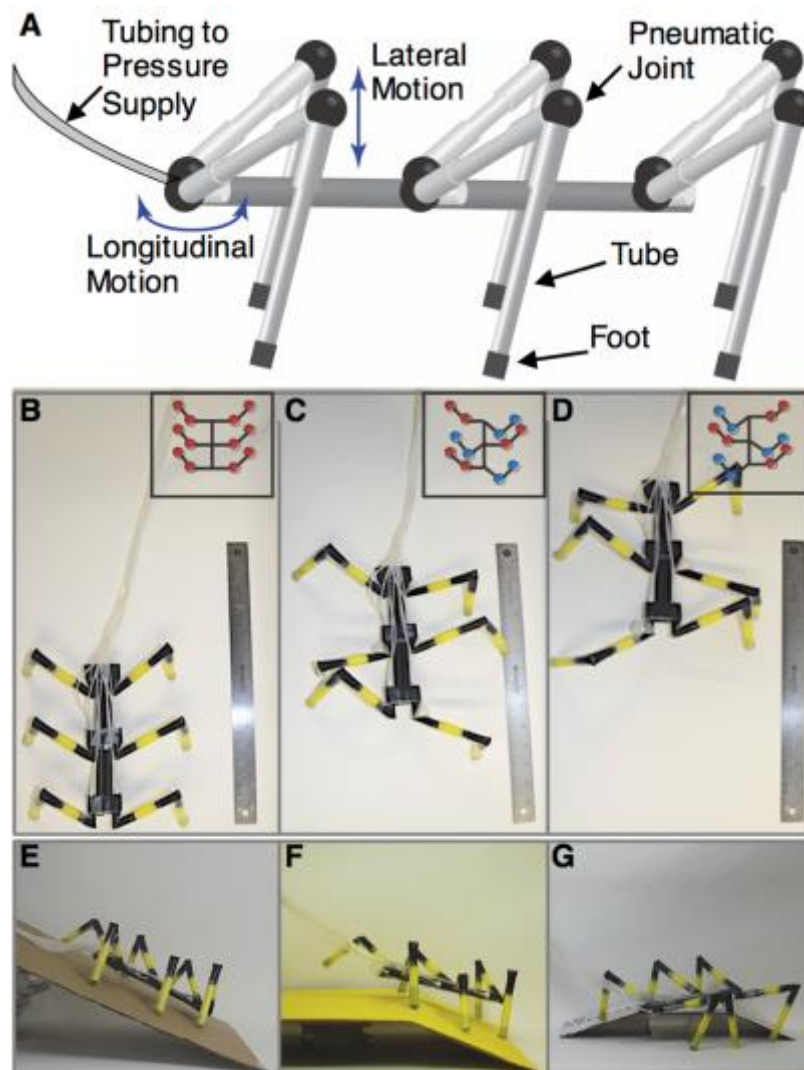 A
Tubing to
Pressure
Supply
Lateral
Motion
Pneumatic
Joint
Longitudinal
Motion
Tube
Foot
B
C
D
E
F
G